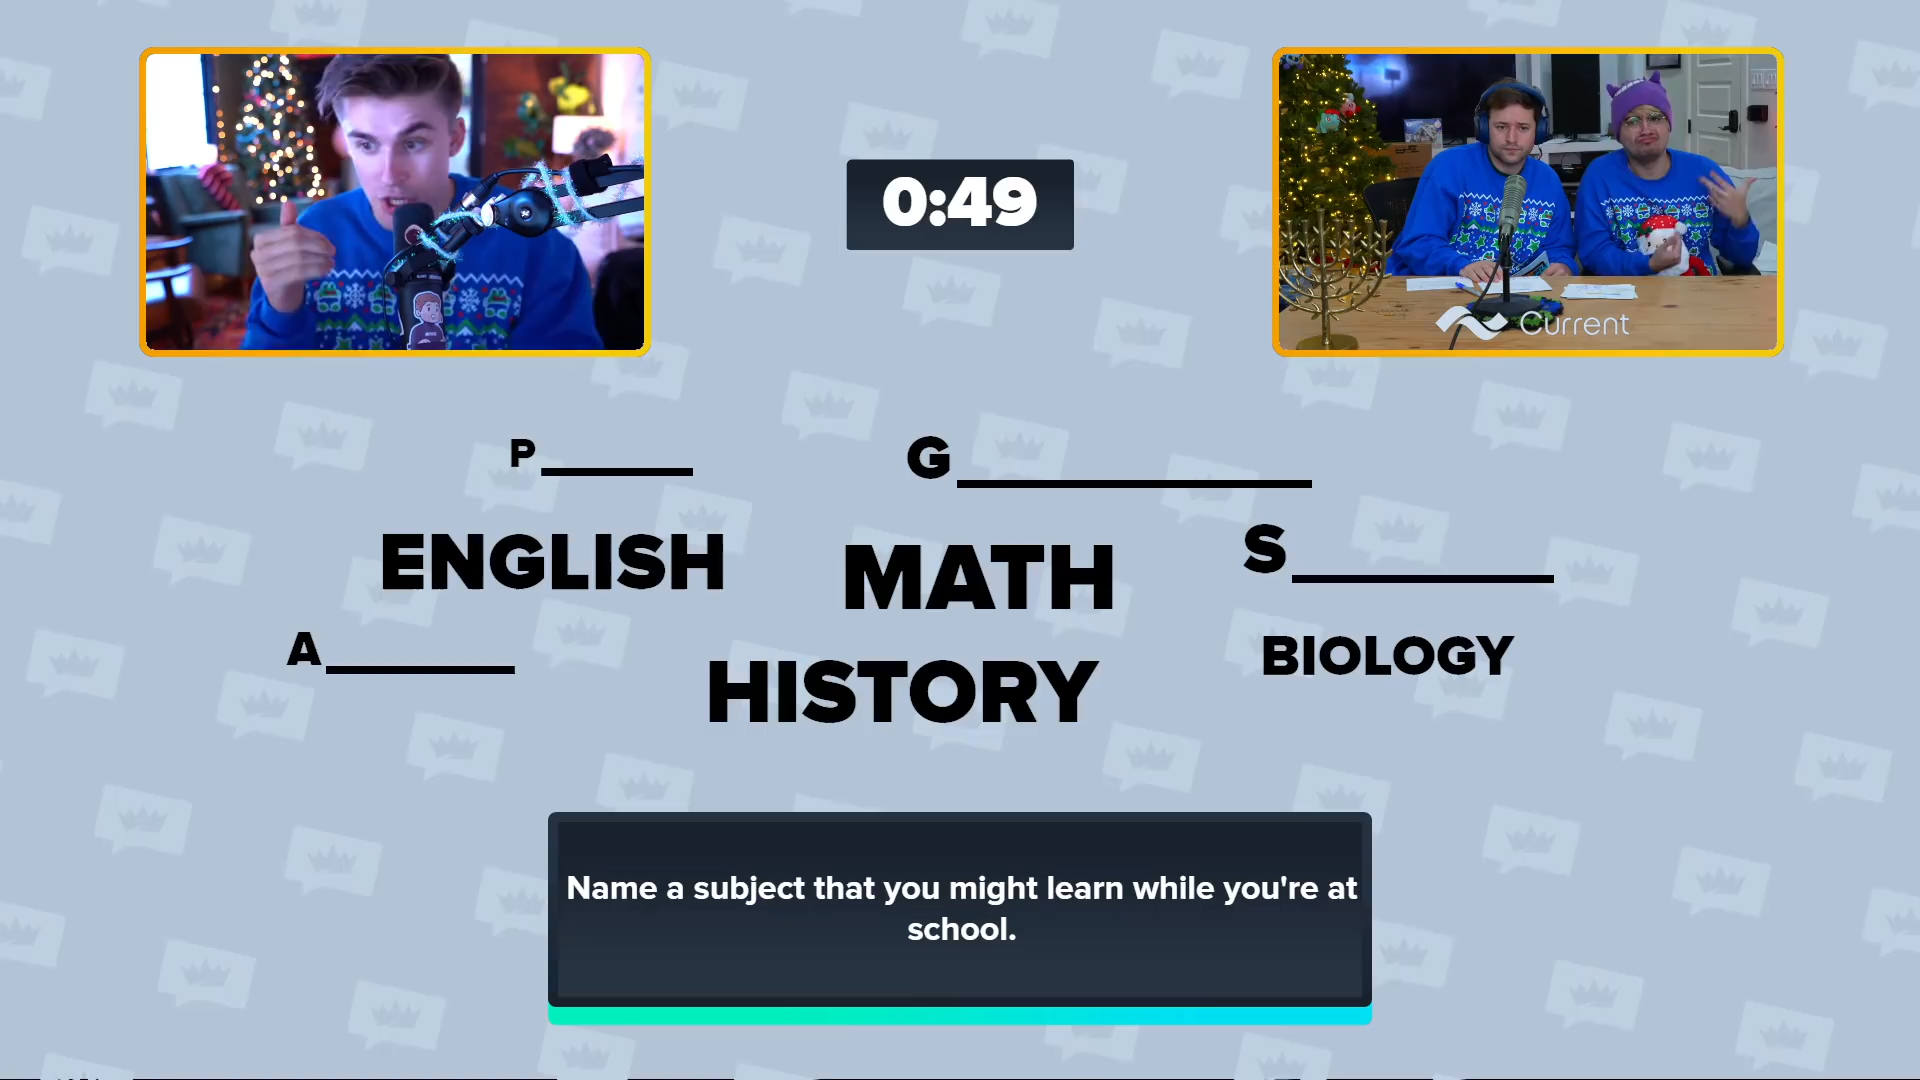 0:49
Current
P
G
ENGLISH
MATH
S
A
HISTORY
BIOLOGY
Name a subject that you might learn while you're at
school.